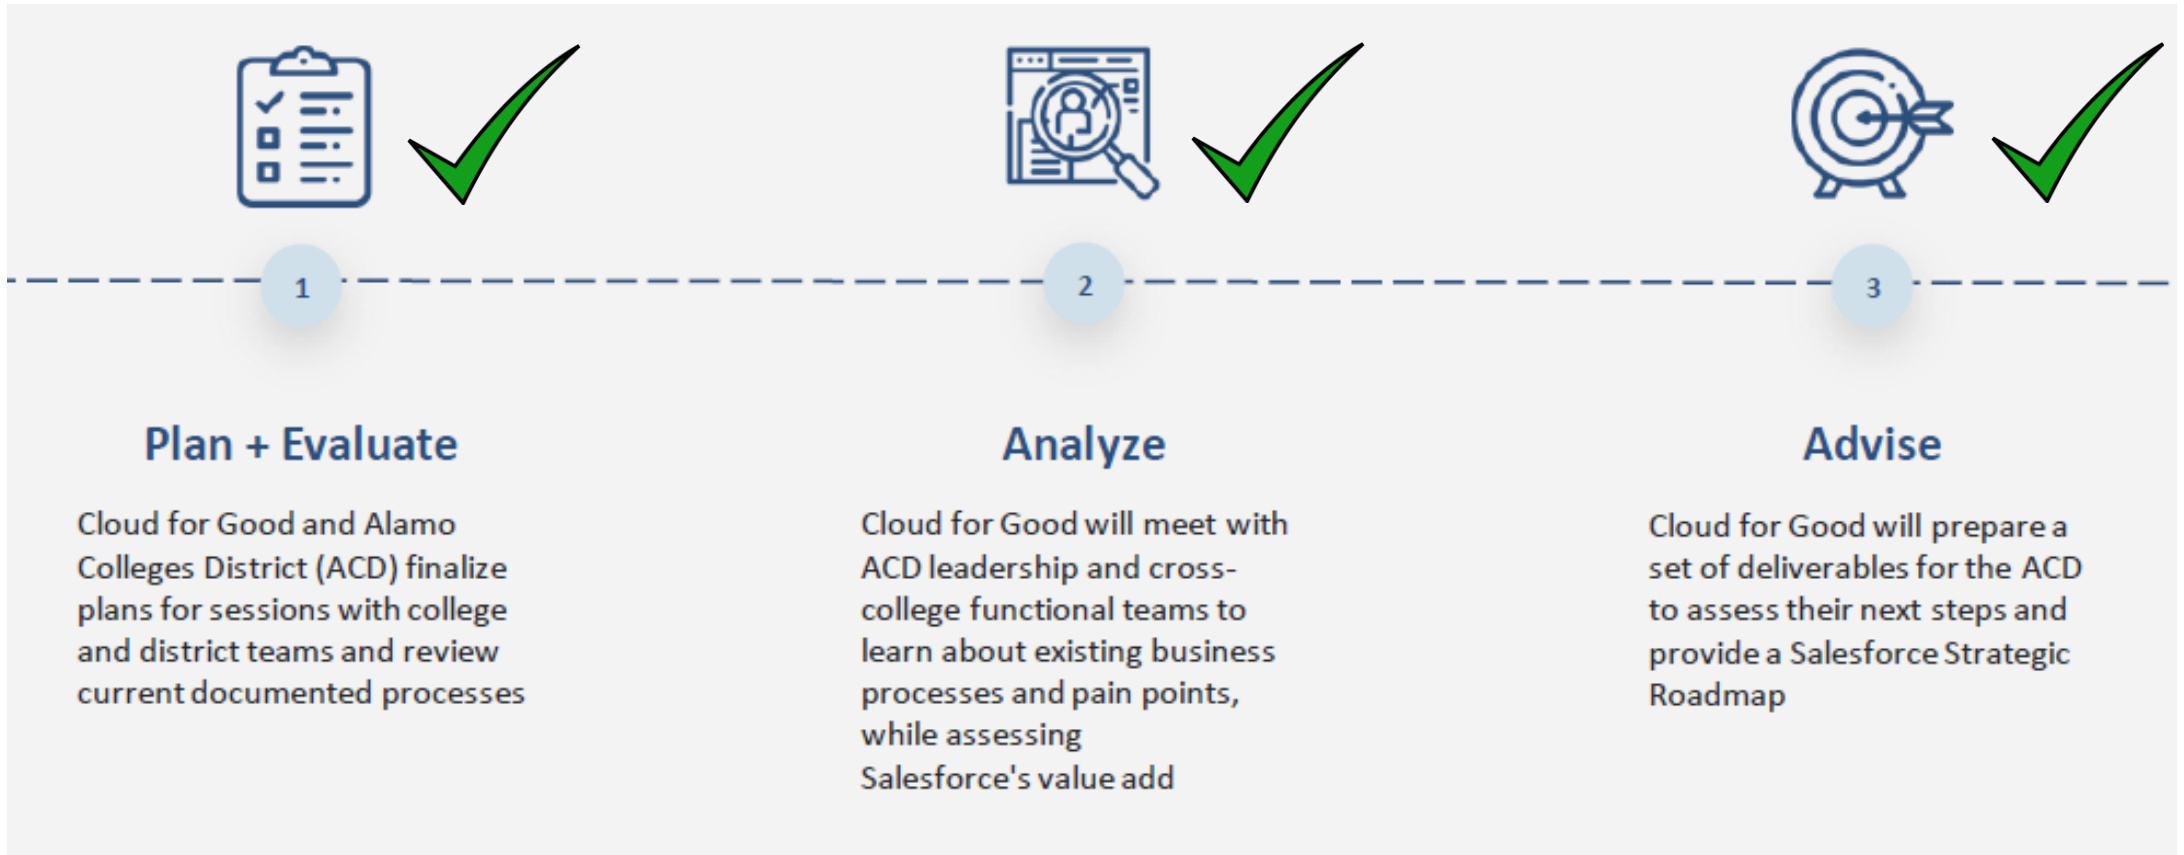 1
2
3
Plan + Evaluate
Cloud for Good and Alamo
Colleges District (ACD) finalize
plans for sessions with college
and district teams and review
current documented processes
Analyze
Cloud for Good will meet with
ACD leadership and cross-
college functional teams to
learn about existing business
processes and pain points,
while assessing
Salesforce's value add
Advise
Cloud for Good will prepare a
set of deliverables for the ACD
to assess their next steps and
provide a Salesforce Strategic
Roadmap